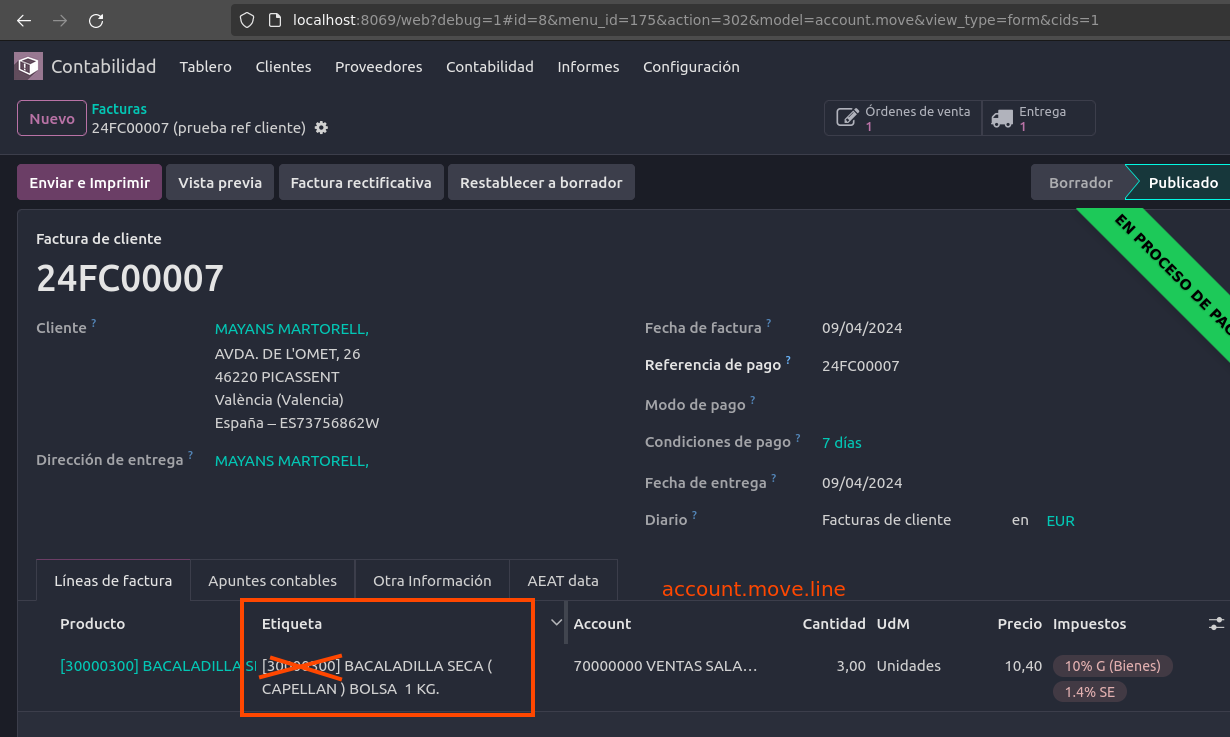 localhost:8069/web?debug=1#id=8&menu_id=175&action=302&model=account.move&view_type=form&cids=1
Contabilidad Tablero Clientes Proveedores Contabilidad Informes Configuración
Nuevo Facturas
24FC00007 (prueba ref cliente)
Órdenes de venta
1
Entrega
1
Enviar e Imprimir Vista previa Factura rectificativa Restablecer a borrador Borrador Publicado
EN PROCESO DE PAG
Factura de cliente
24FC00007
Cliente ? MAYANS MARTORELL,
AVDA. DE L'OMET, 26
46220 PICASSENT
València (Valencia)
España – ES73756862W
Dirección de entrega ? MAYANS MARTORELL,
Fecha de factura ? 09/04/2024
Referencia de pago ? 24FC00007
Modo de pago ?
Condiciones de pago ? 7 días
Fecha de entrega ? 09/04/2024
Diario ? Facturas de cliente en EUR
Líneas de factura Apuntes contables Otra Información AEAT data
account.move.line
Producto Etiqueta Account Cantidad UdM Precio Impuestos
[30000300] BACALADILLA SE [30000300] BACALADILLA SECA ( 70000000 VENTAS SALA… 3,00 Unidades 10,40 10% G (Bienes)
CAPELLAN ) BOLSA 1 KG. 1.4% SE